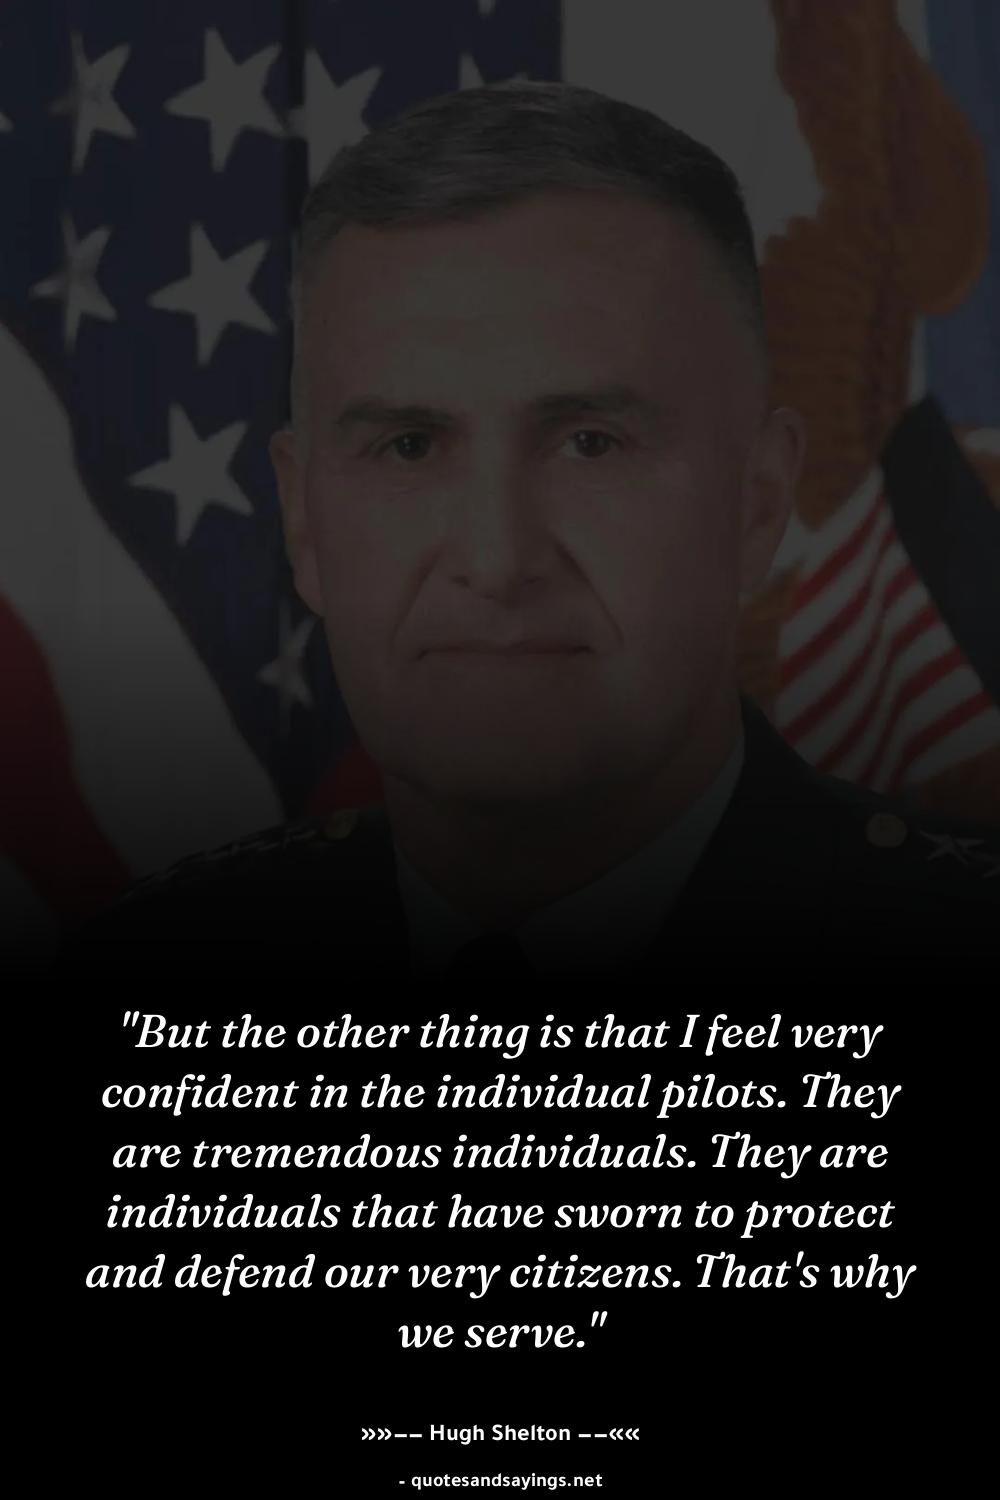 "But the other thing is that I feel very
confident in the individual pilots. They
are tremendous individuals. They are
individuals that have sworn to protect
and defend our very citizens. That's why
we serve."
»»−− Hugh Shelton −−««
- quotesandsayings.net